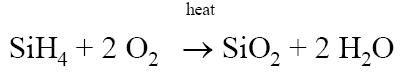 heat
SiH₄ + 2 O₂ → SiO₂ + 2 H₂O